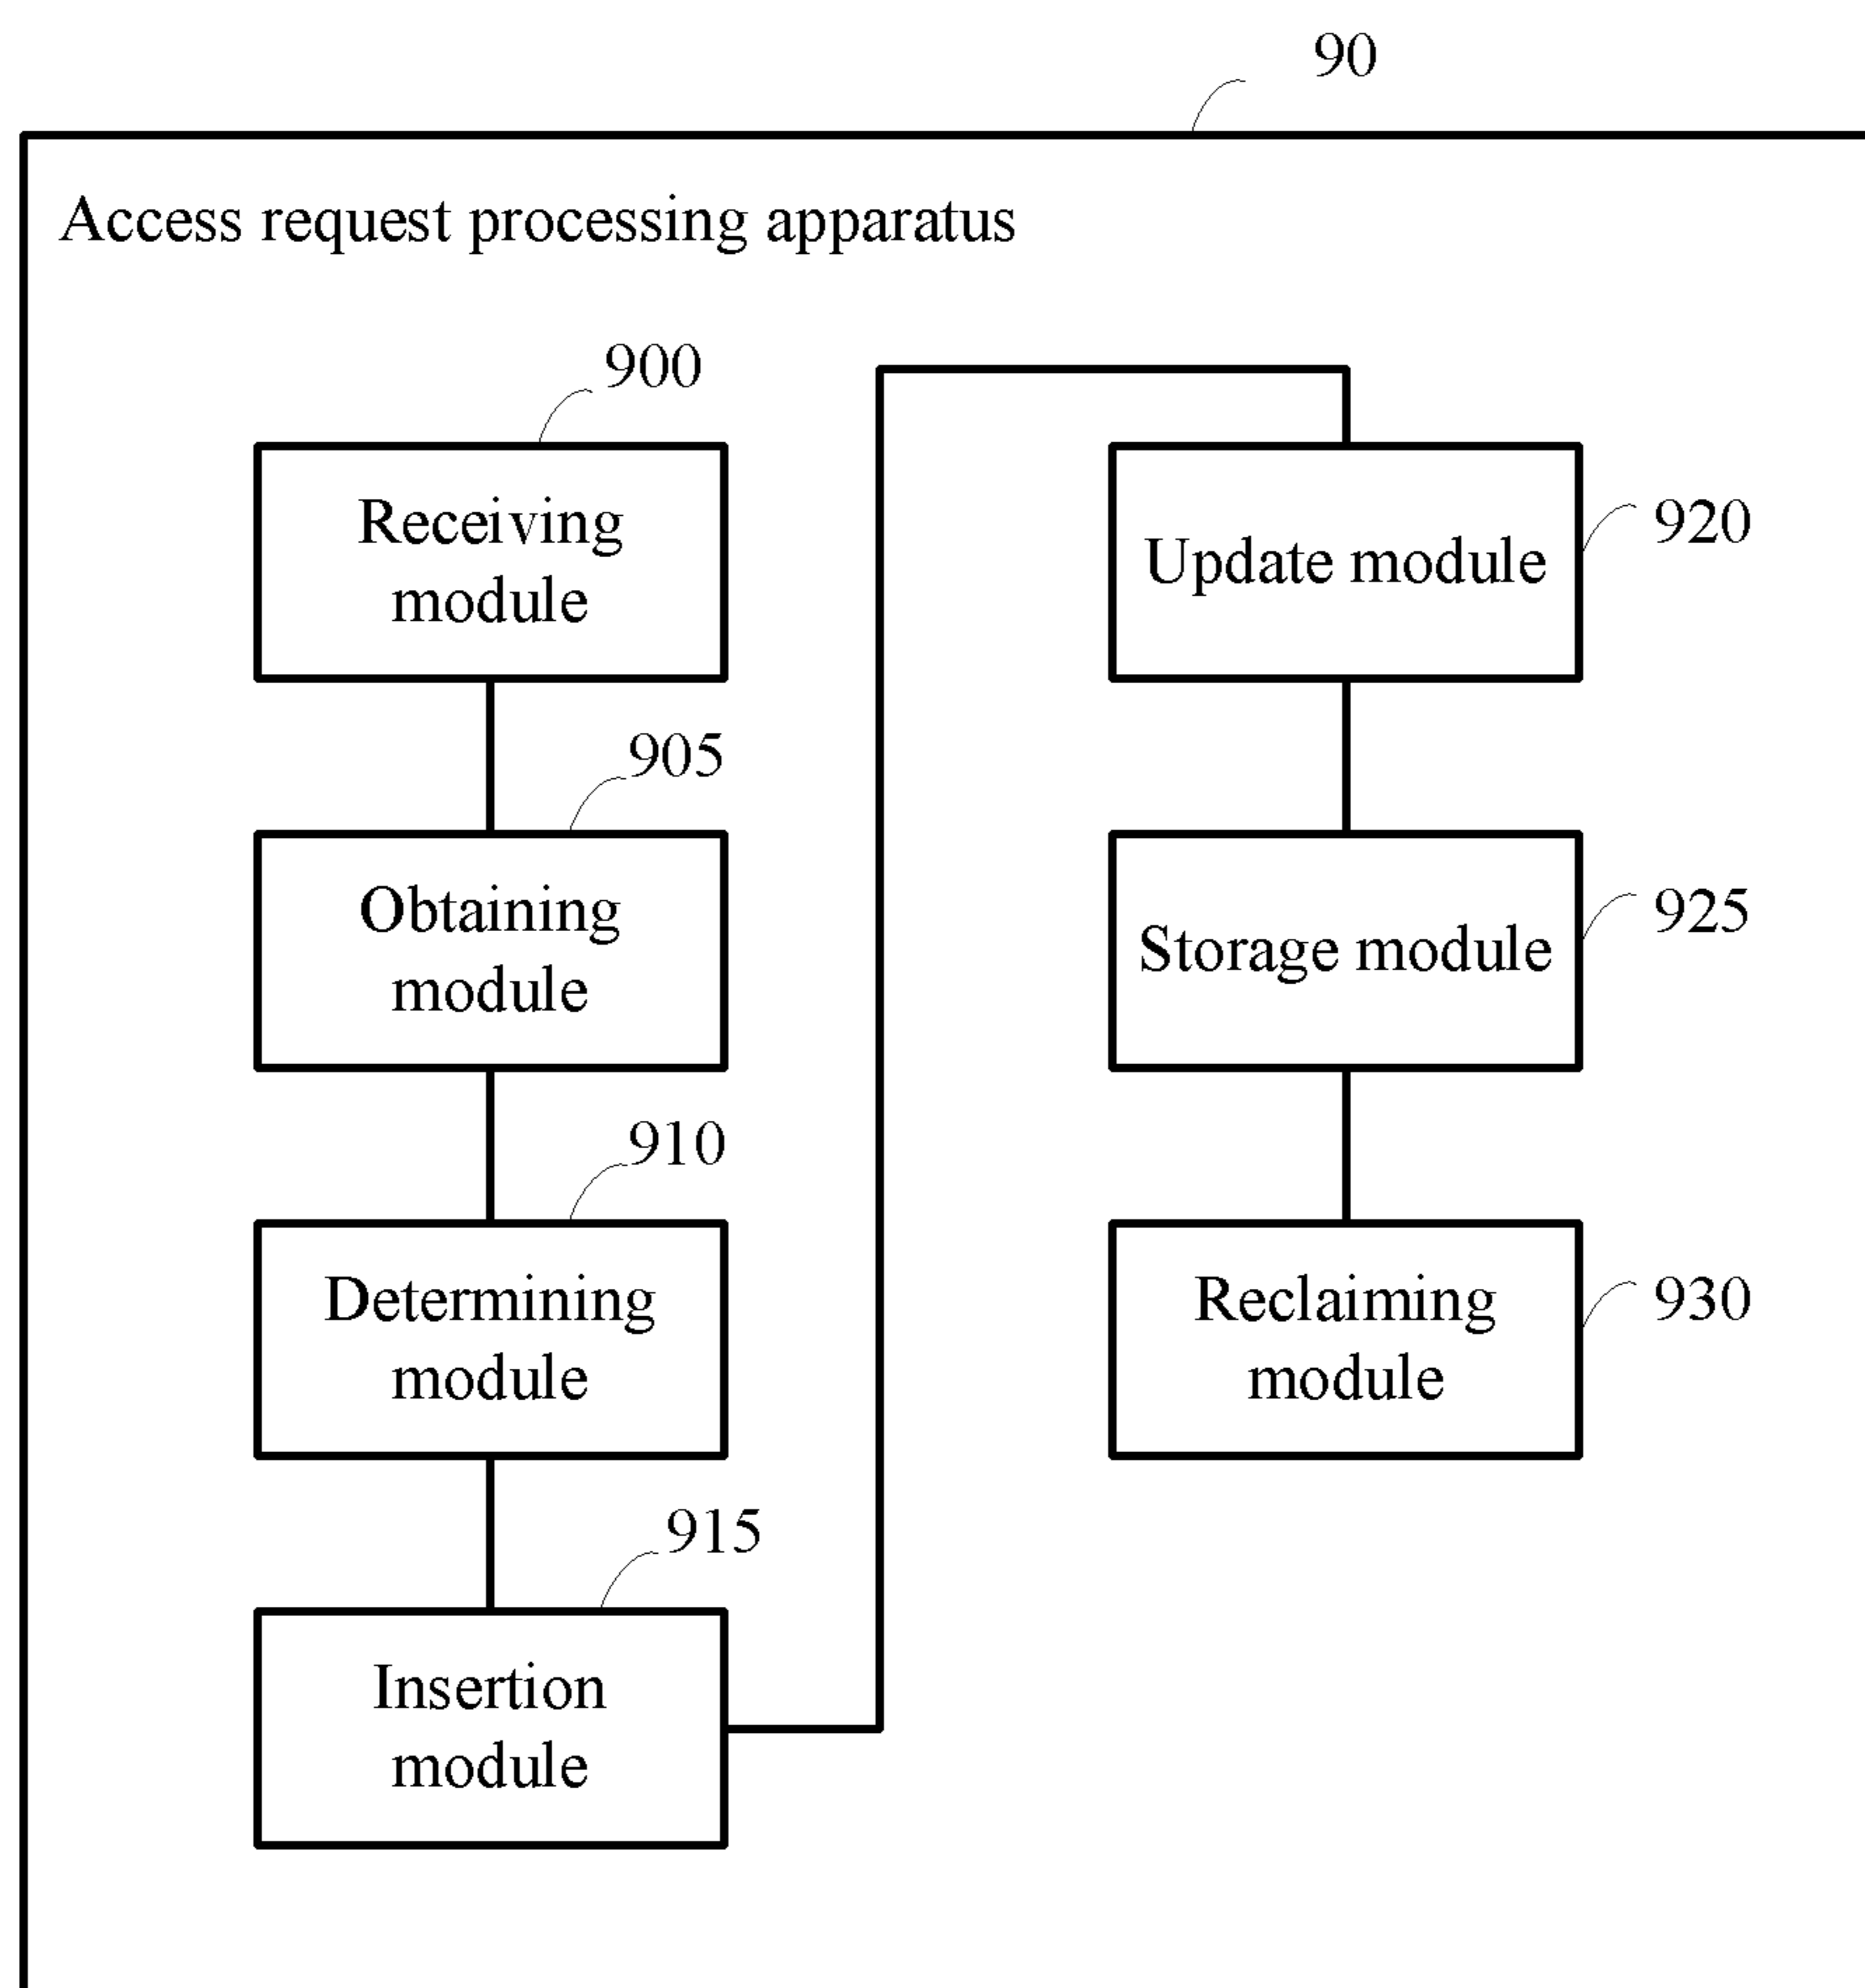 90
Access request processing apparatus
900
Receiving
module
905
Obtaining
module
910
Determining
module
915
Insertion
module
Update module
920
Storage module
925
Reclaiming
module
930